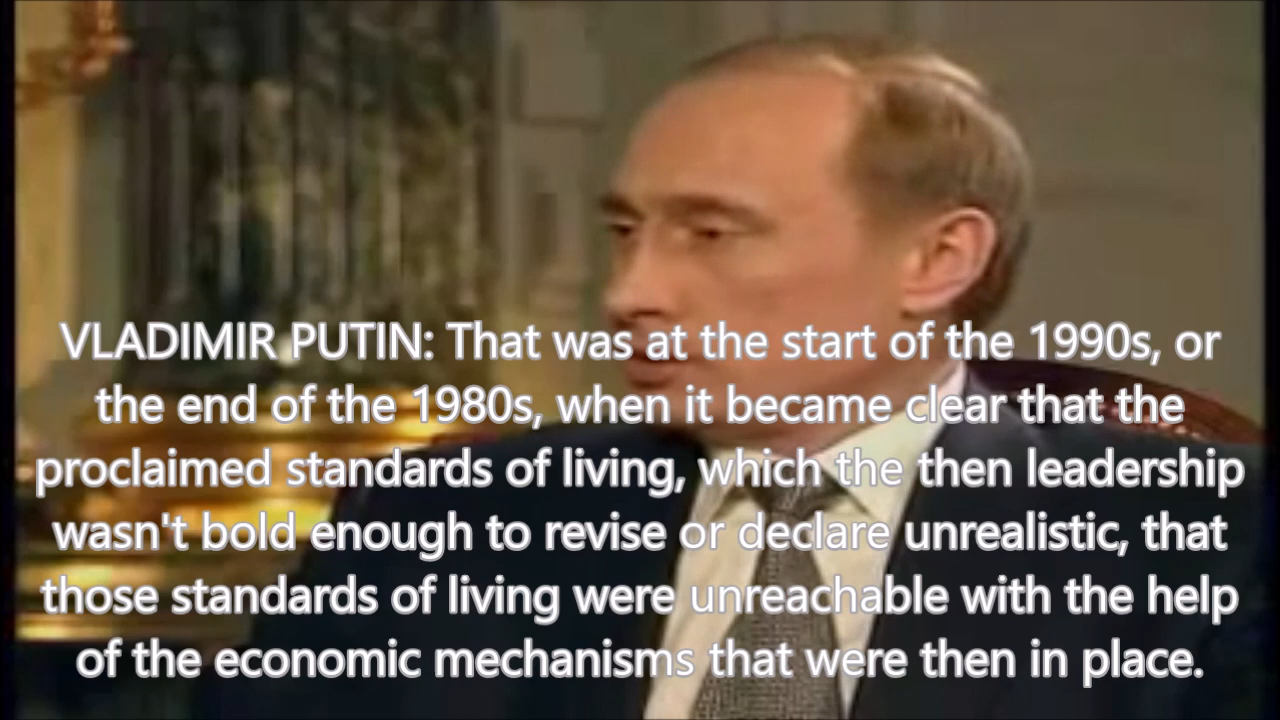 VLADIMIR PUTIN: That was at the start of the 1990s, or
the end of the 1980s, when it became clear that the
proclaimed standards of living, which the then leadership
wasn't bold enough to revise or declare unrealistic, that
those standards of living were unreachable with the help
of the economic mechanisms that were then in place.